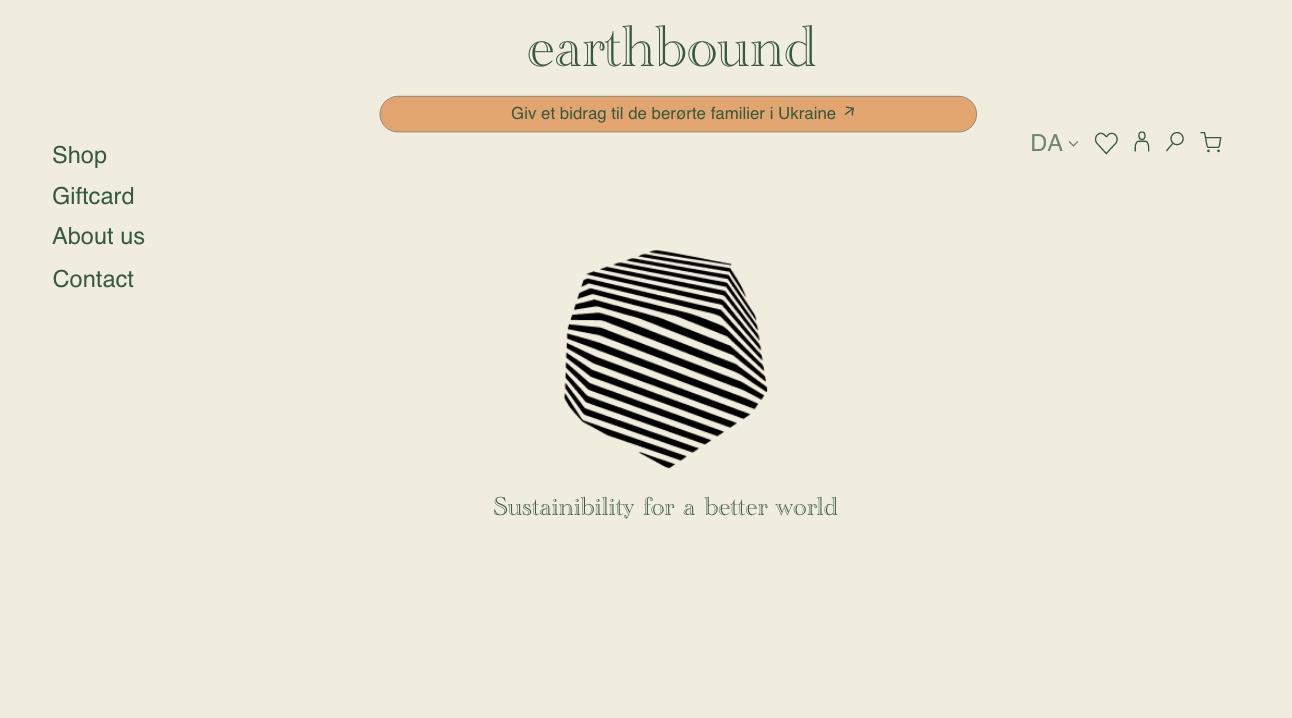 earthbound
Giv et bidrag til de berørte familier i Ukraine ↗
DA
Shop
Giftcard
About us
Contact
Sustainibility for a better world